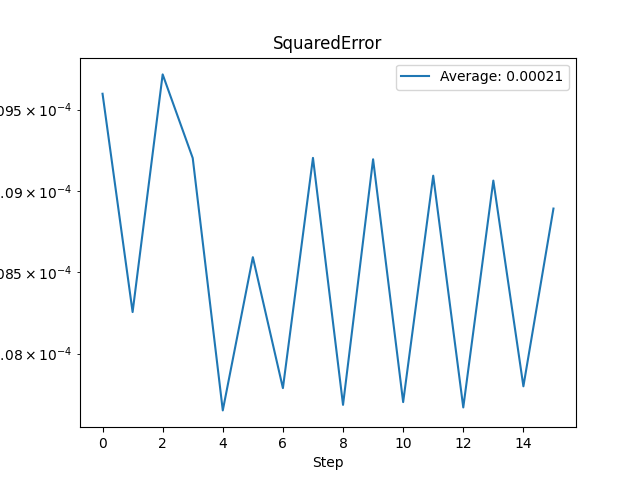 SquaredError
Average: 0.00021
095 × 10⁻⁴
.09 × 10⁻⁴
085 × 10⁻⁴
.08 × 10⁻⁴
0 2 4 6 8 10 12 14
Step